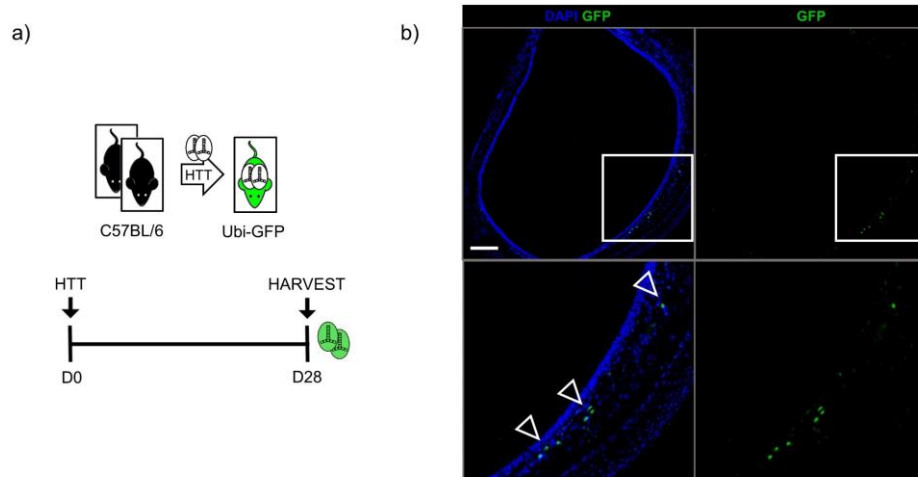 a)
HTT
C57BL/6
Ubi-GFP
HTT
HARVEST
D0
D28
b)
DAPI GFP
GFP